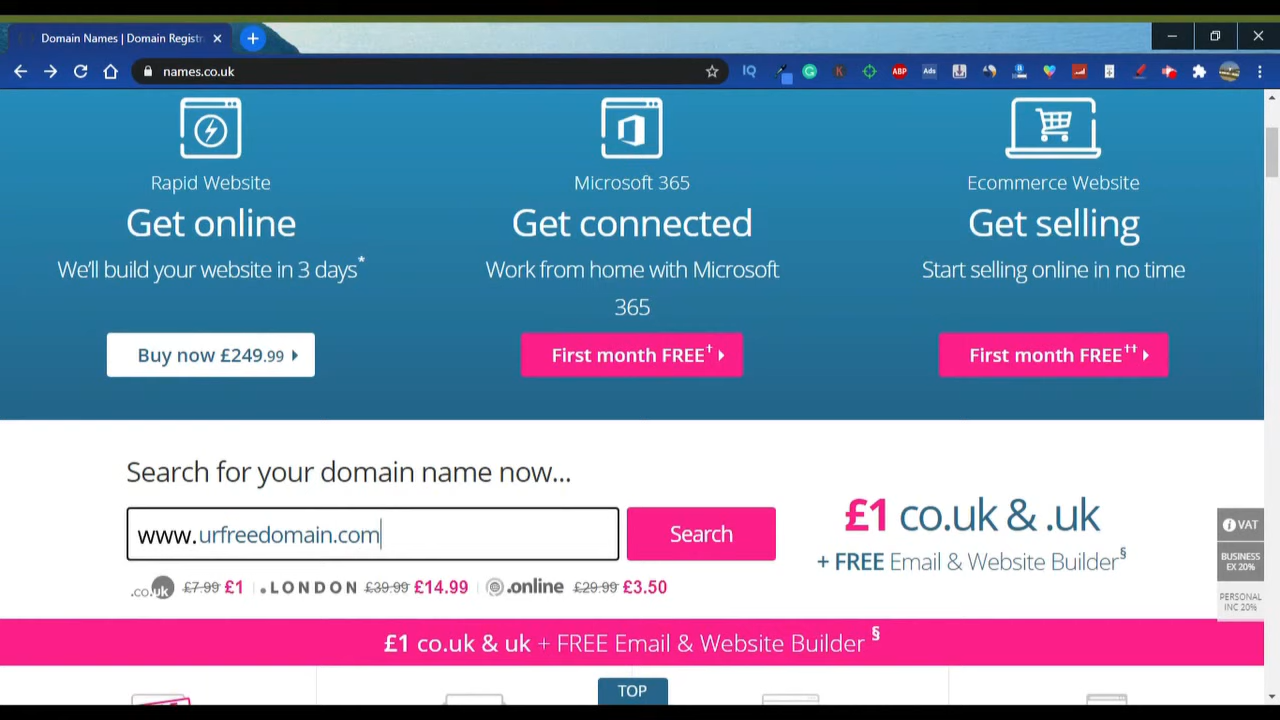 Domain Names | Domain Registr
names.co.uk
IQ
ABP
Ads
Rapid Website
Get online
We'll build your website in 3 days*
Buy now £249.99
Microsoft 365
Get connected
Work from home with Microsoft
365
First month FREE†
Ecommerce Website
Get selling
Start selling online in no time
First month FREE††
Search for your domain name now...
www.urfreedomain.com
Search
.co.uk £7.99 £1 .LONDON £39.99 £14.99 .online £29.99 £3.50
£1 co.uk & .uk
+ FREE Email & Website Builder§
VAT
BUSINESS
EX 20%
PERSONAL
INC 20%
£1 co.uk & uk + FREE Email & Website Builder §
TOP